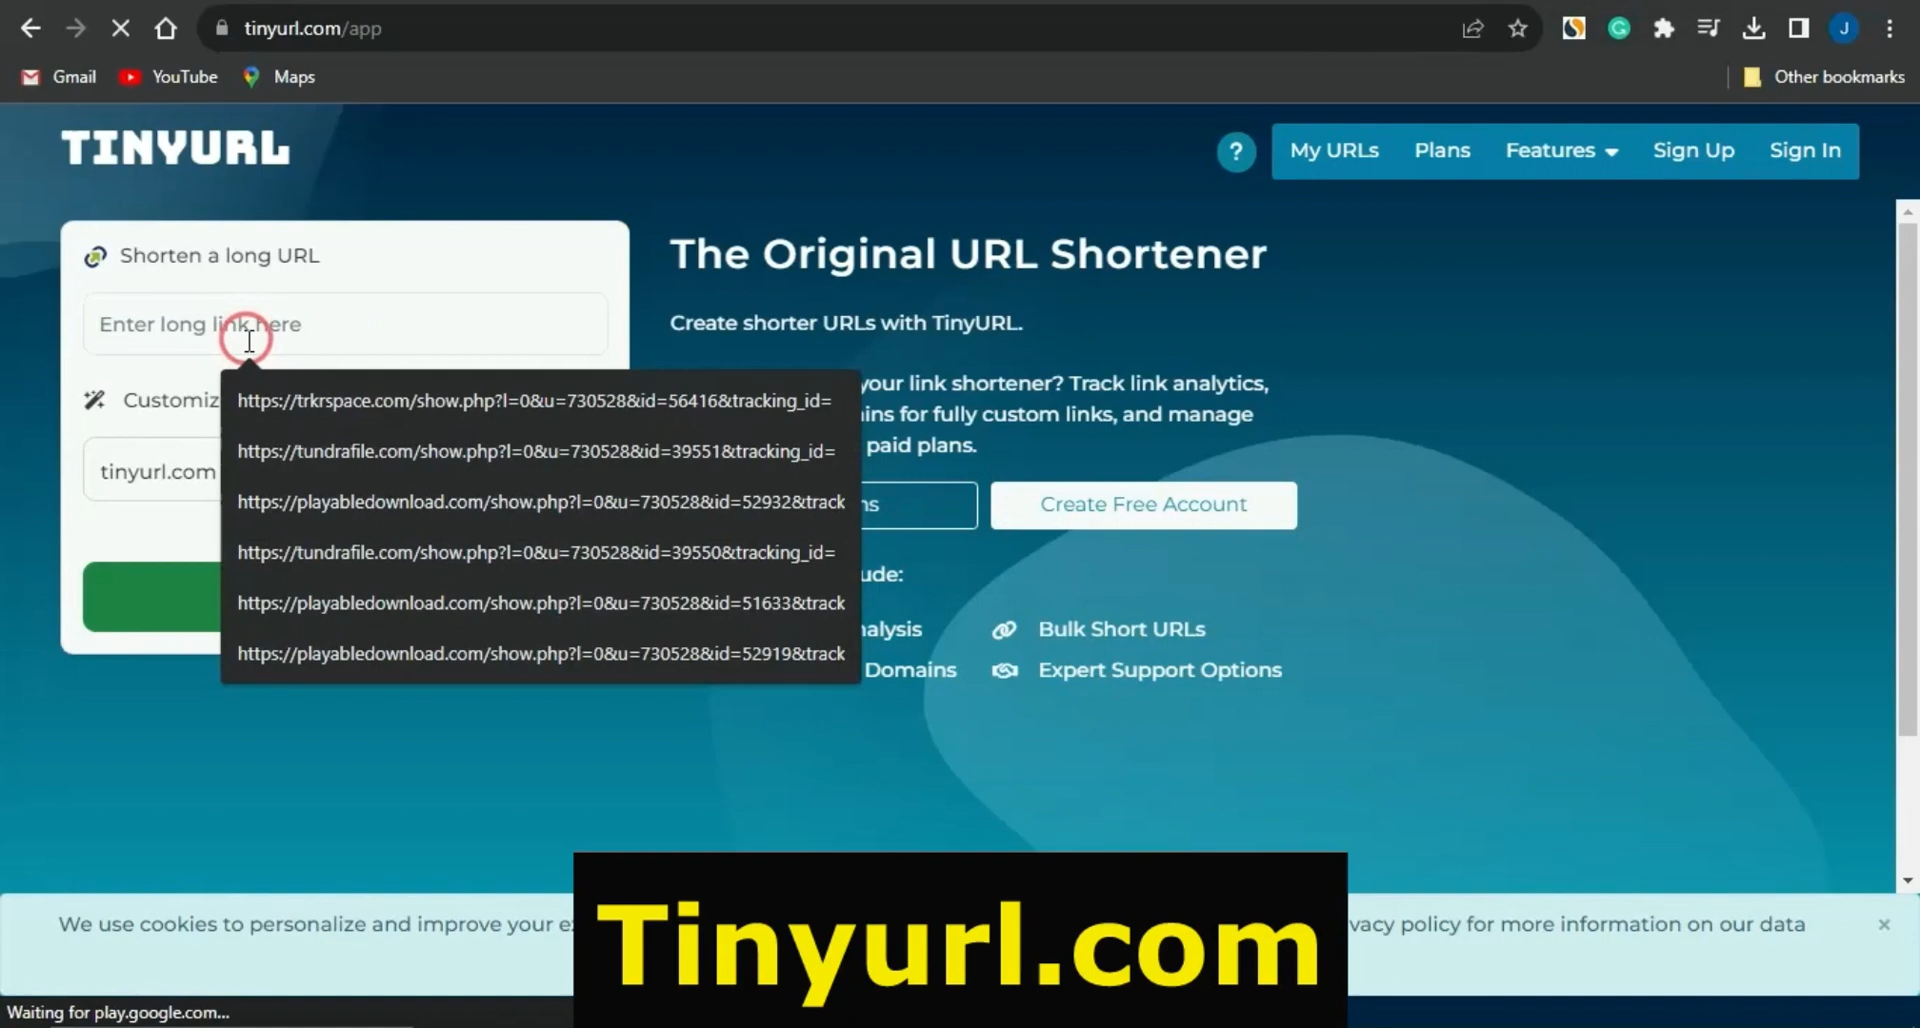 tinyurl.com/app
J
Gmail
YouTube
Maps
Other bookmarks
TINYURL
?
My URLs
Plans
Features
Sign Up
Sign In
Shorten a long URL
Enter long link here
Customiz
tinyurl.com
https://trkrspace.com/show.php?l=0&u=730528&id=56416&tracking_id=
https://tundrafile.com/show.php?l=0&u=730528&id=39551&tracking_id=
https://playabledownload.com/show.php?l=0&u=730528&id=52932&track
https://tundrafile.com/show.php?l=0&u=730528&id=39550&tracking_id=
https://playabledownload.com/show.php?l=0&u=730528&id=51633&track
https://playabledownload.com/show.php?l=0&u=730528&id=52919&track
The Original URL Shortener
Create shorter URLs with TinyURL.
your link shortener? Track link analytics,
ins for fully custom links, and manage
paid plans.
ns
Create Free Account
ude:
nalysis
Bulk Short URLs
Domains
Expert Support Options
We use cookies to personalize and improve your ex
vacy policy for more information on our data
Tinyurl.com
Waiting for play.google.com...